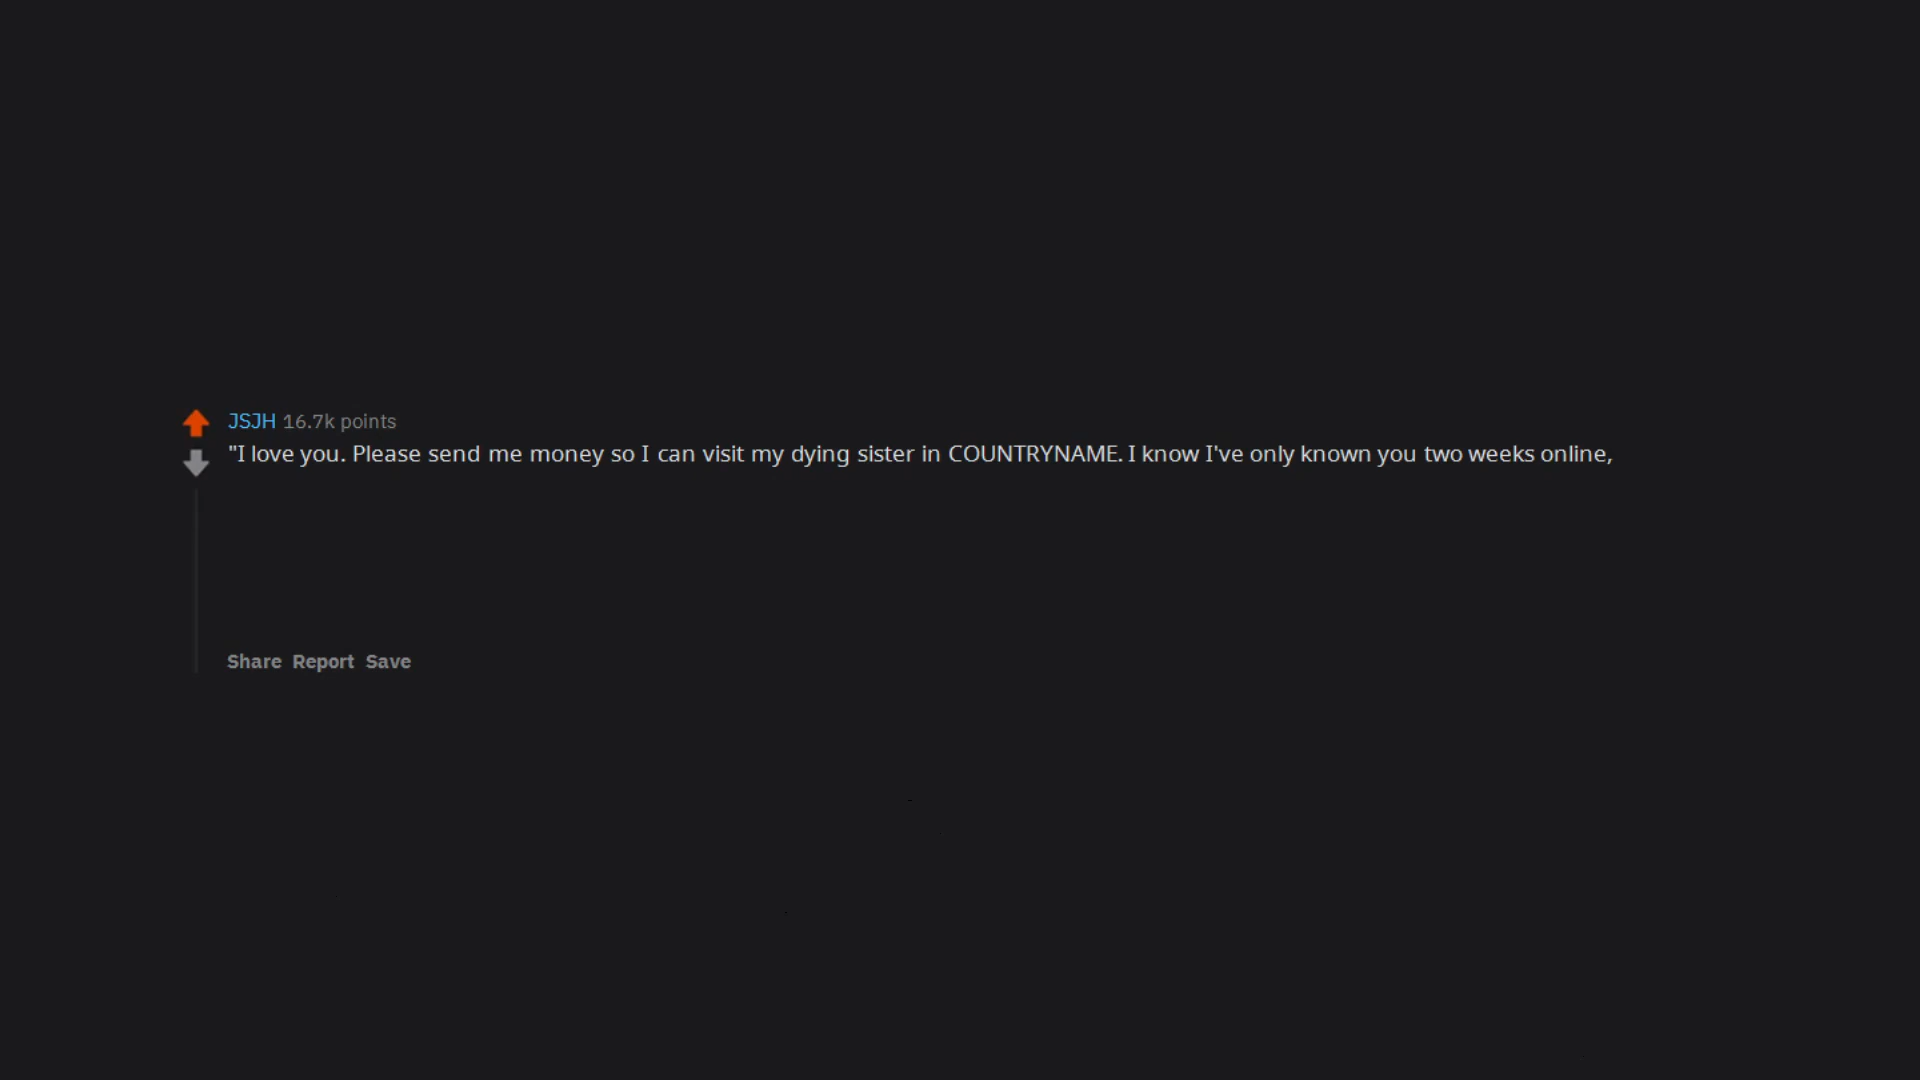 JSJH 16.7k points
"I love you. Please send me money so I can visit my dying sister in COUNTRYNAME. I know I've only known you two weeks online,
Share Report Save